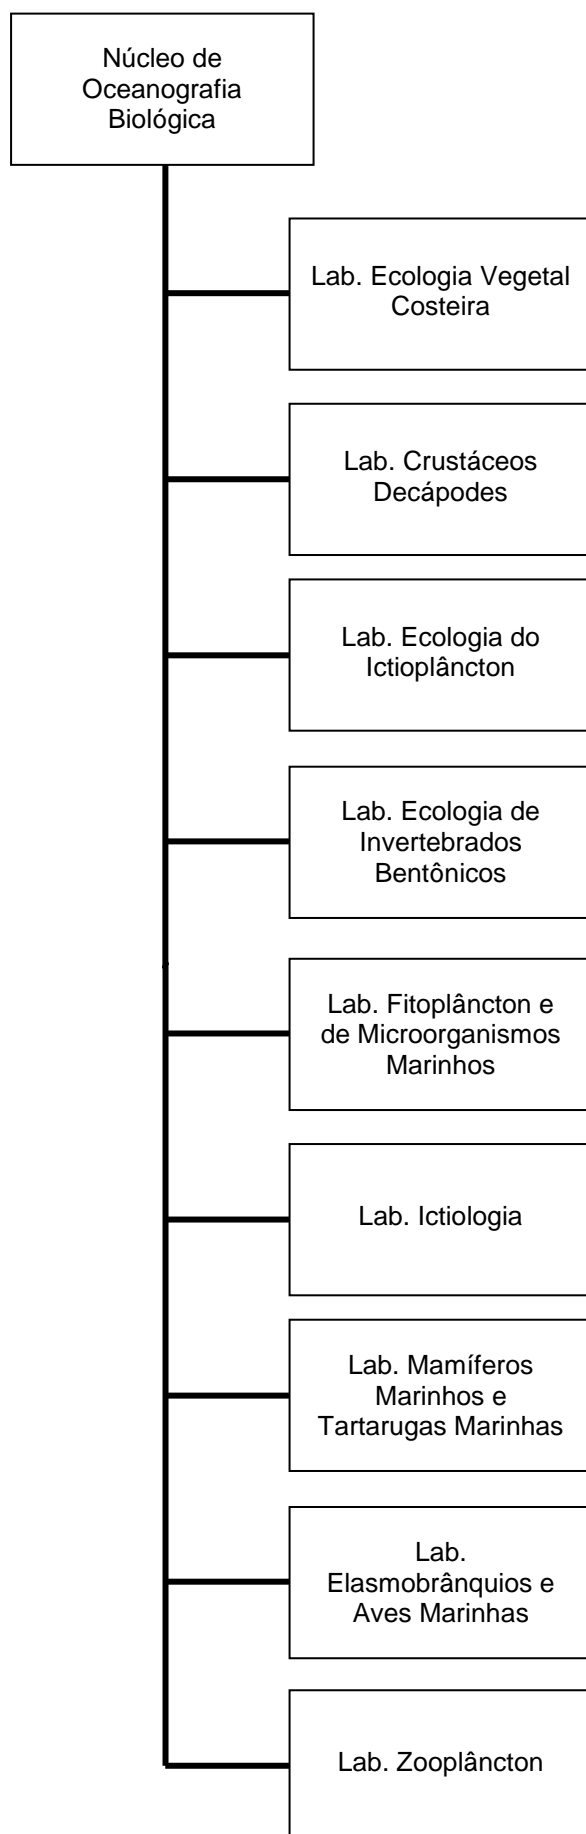 Núcleo de
Oceanografia
Biológica
Lab. Ecologia Vegetal
Costeira
Lab. Crustáceos
Decápodes
Lab. Ecologia do
Ictioplâncton
Lab. Ecologia de
Invertebrados
Bentônicos
Lab. Fitoplâncton e
de Microorganismos
Marinhos
Lab. Ictiologia
Lab. Mamíferos
Marinhos e
Tartarugas Marinhas
Lab.
Elasmobrânquios e
Aves Marinhas
Lab. Zooplâncton